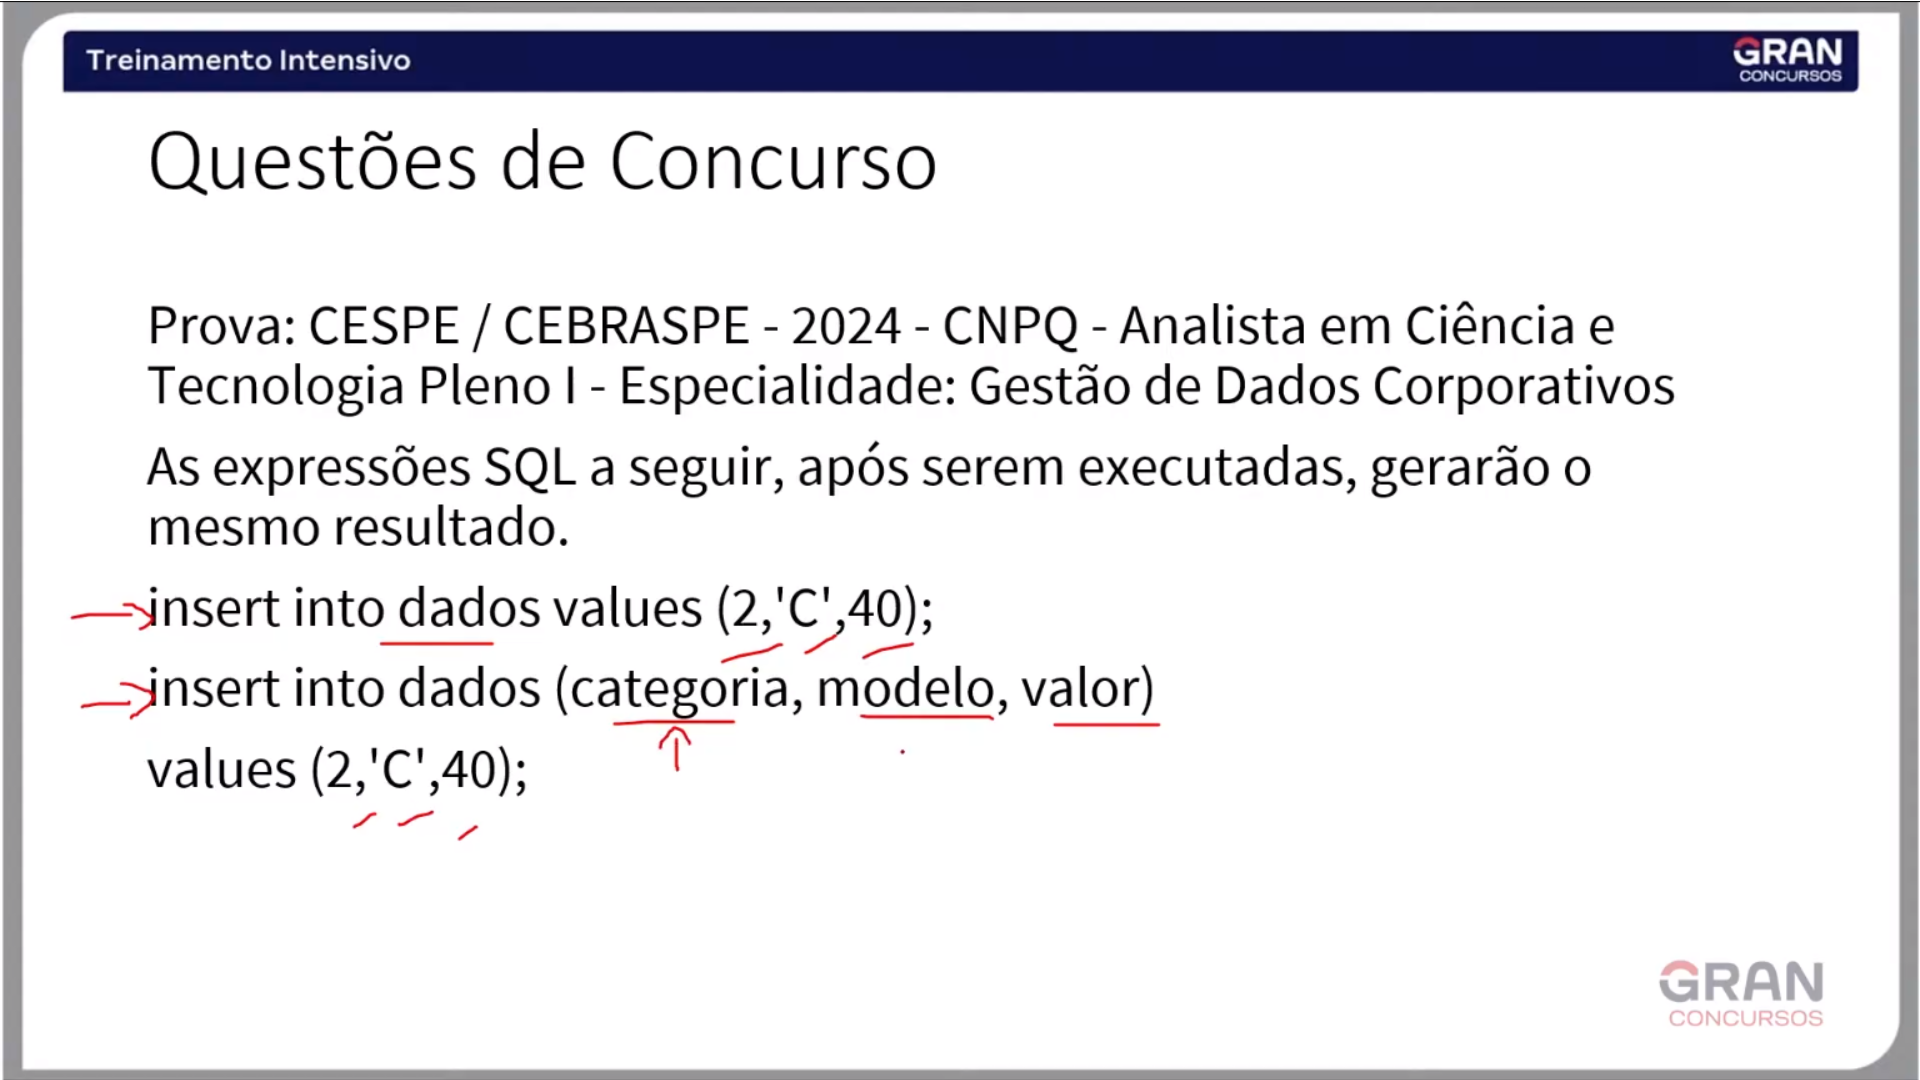 Treinamento Intensivo
GRAN
CONCURSOS
Questões de Concurso
Prova: CESPE / CEBRASPE - 2024 - CNPQ - Analista em Ciência e
Tecnologia Pleno I - Especialidade: Gestão de Dados Corporativos
As expressões SQL a seguir, após serem executadas, gerarão o
mesmo resultado.
insert into dados values (2,'C',40);
insert into dados (categoria, modelo, valor)
values (2,'C',40);
GRAN
CONCURSOS